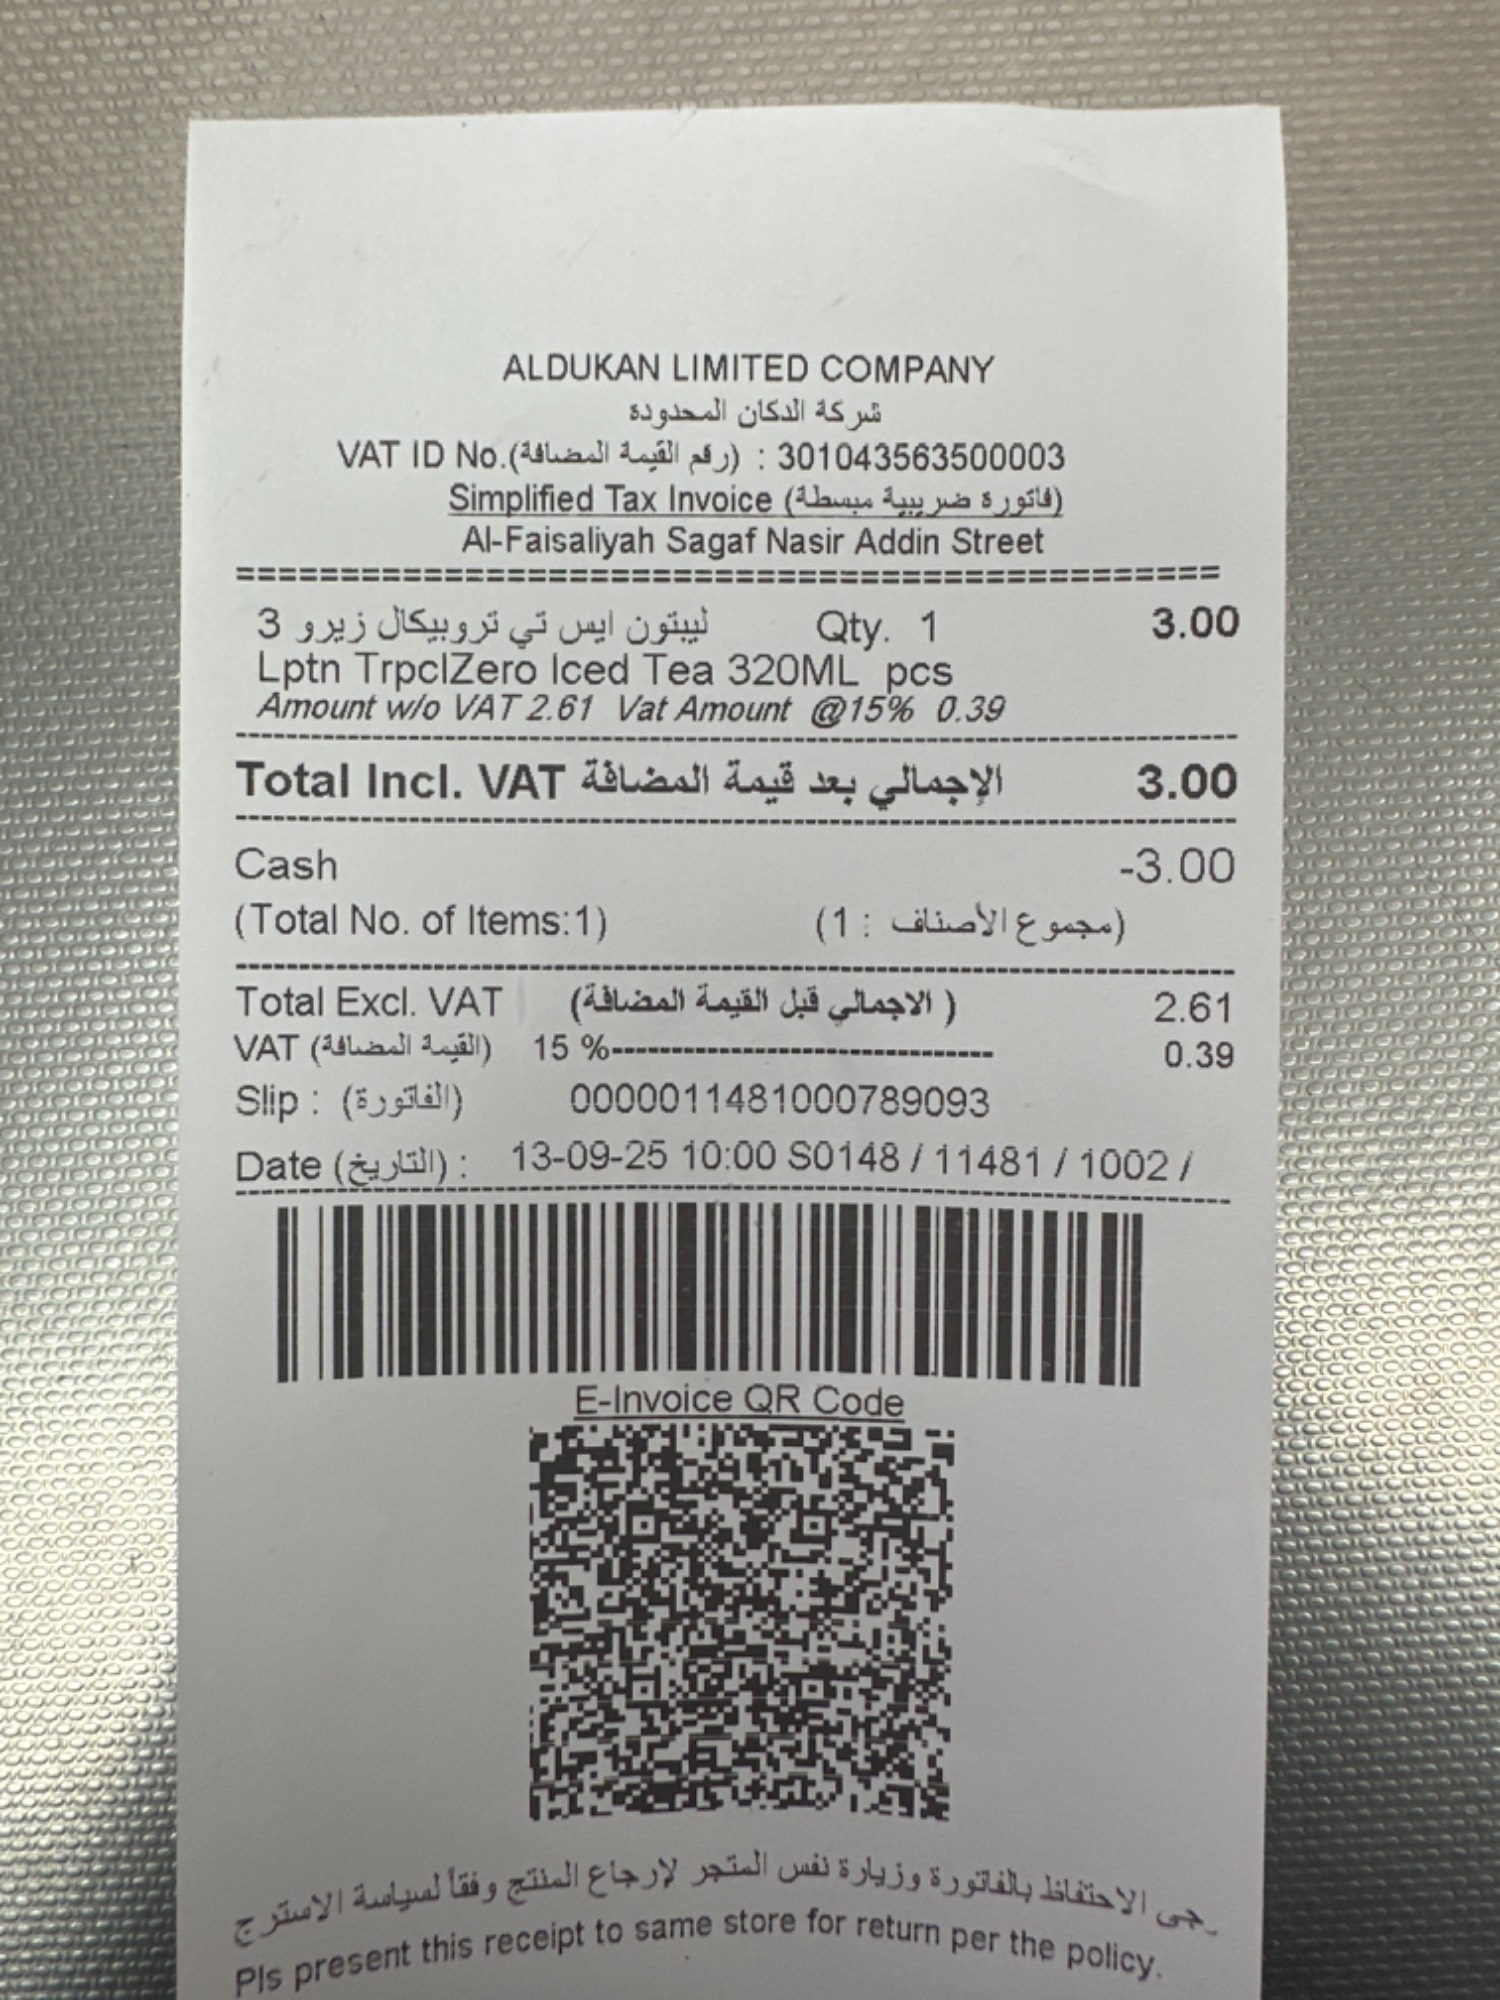 ALDUKAN LIMITED COMPANY
شركة الدكان المحدودة
VAT ID No.(رقم القيمة المضافة) : 301043563500003
Simplified Tax Invoice (فاتورة ضريبية مبسطة)
Al-Faisaliyah Sagaf Nasir Addin Street
===============================================
ليبتون ايس تي تروبيكال زيرو 3 Qty. 1 3.00
Lptn TrpclZero Iced Tea 320ML pcs
Amount w/o VAT 2.61 Vat Amount @15% 0.39
Total Incl. VAT الإجمالي بعد قيمة المضافة 3.00
Cash -3.00
(Total No. of Items:1) (مجموع الأصناف : 1)
Total Excl. VAT (الاجمالي قبل القيمة المضافة ) 2.61
VAT (القيمة المضافة) 15 %-------------------------------- 0.39
Slip : (الفاتورة) 0000011481000789093
Date (التاريخ) : 13-09-25 10:00 S0148 / 11481 / 1002 /
E-Invoice QR Code
الاحتفاظ بالفاتورة وزيارة نفس المتجر لإرجاع المنتج وفقاً لسياسة
Pls present this receipt to same store for return per the policy.